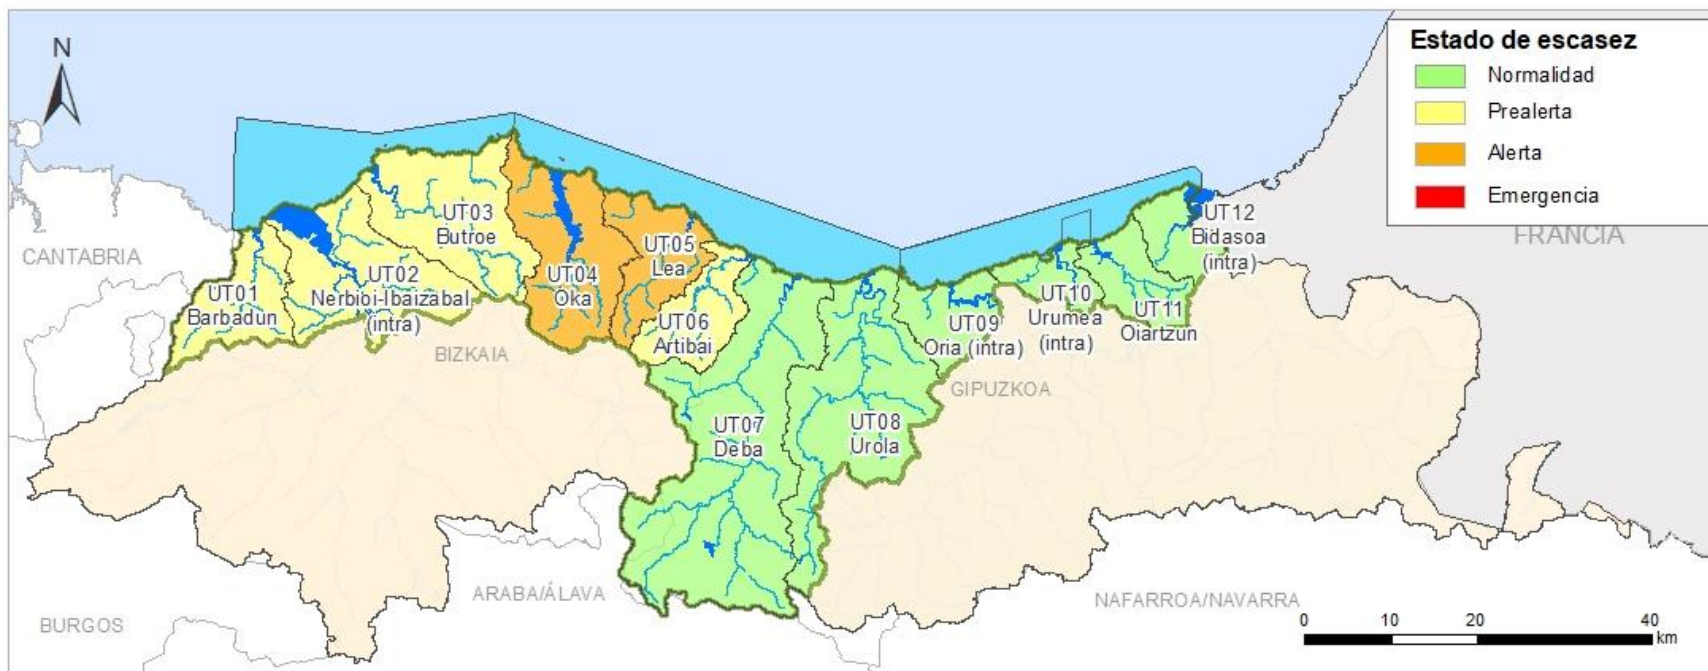 N
Estado de escasez
Normalidad
Prealerta
Alerta
Emergencia
FRANCIA
CANTABRIA
UT01
Barbadun
UT02
Nerbioi-Ibaizabal
(intra)
UT03
Butroe
UT04
Oka
UT05
Lea
UT06
Artibai
UT07
Deba
UT08
Urola
UT09
Oria (intra)
UT10
Urumea
(intra)
UT11
Oiartzun
UT12
Bidasoa
(intra)
BIZKAIA
GIPUZKOA
ARABA/ÁLAVA
NAFARROA/NAVARRA
BURGOS
0 10 20 40
km